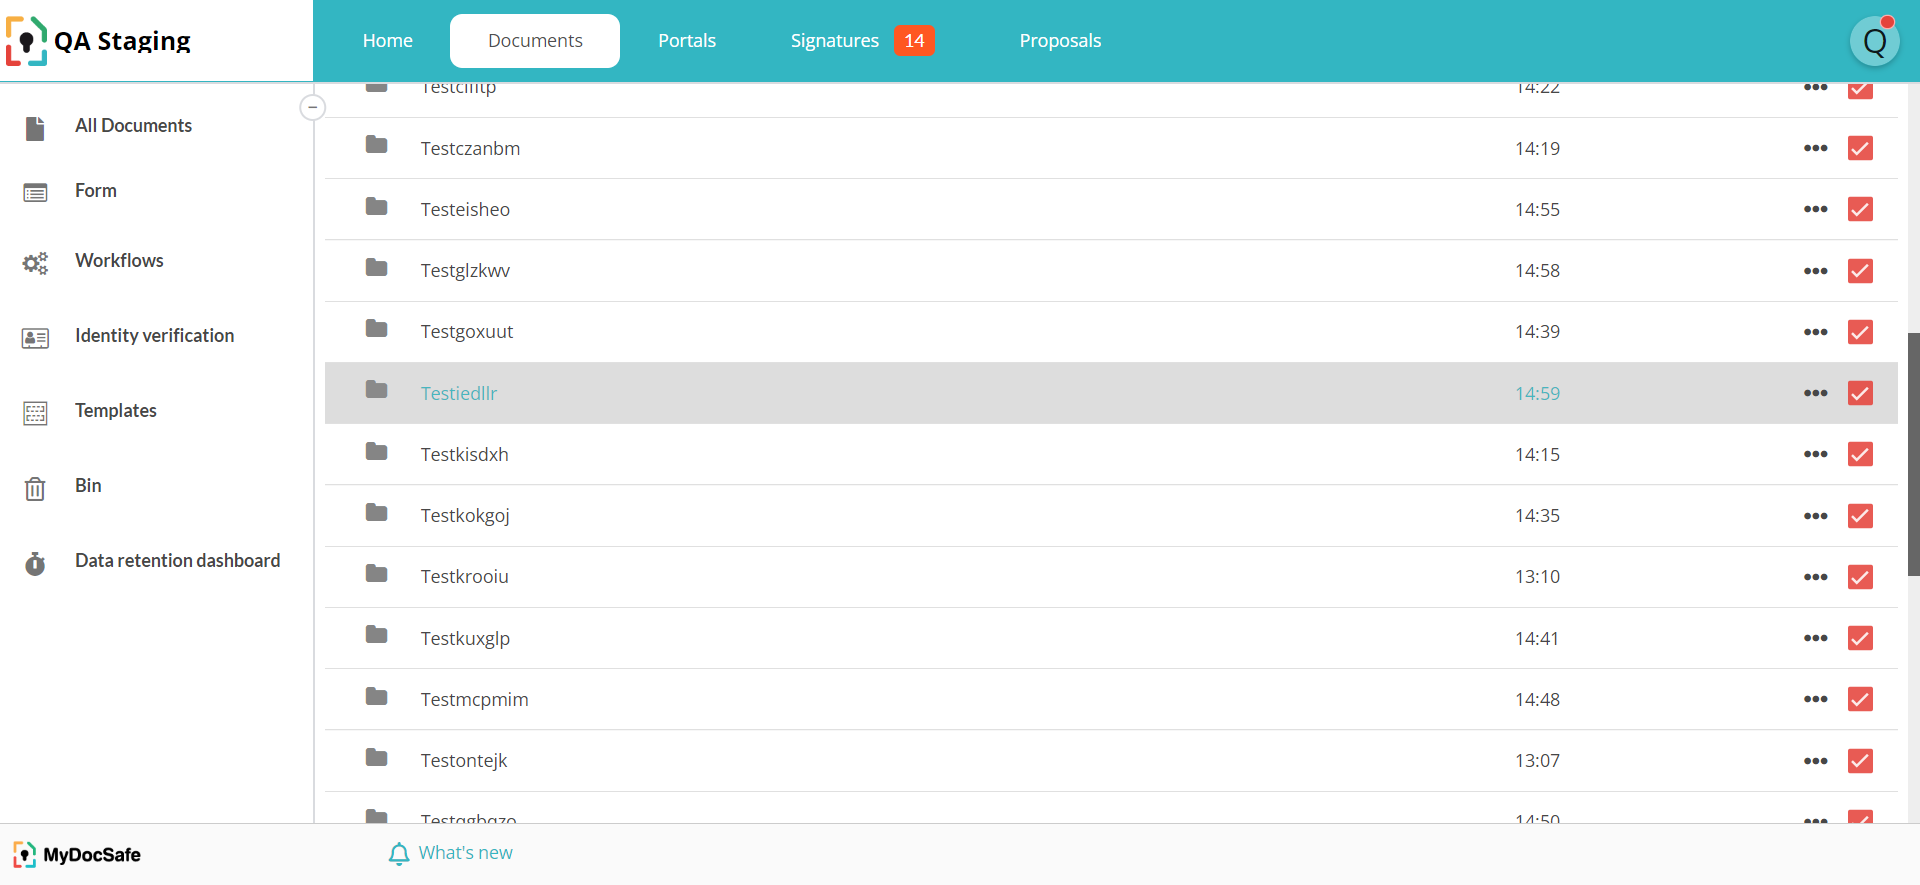 QA Staging
Home
Documents
Portals
Signatures 14
Proposals
Q
All Documents
Form
Workflows
Identity verification
Templates
Bin
Data retention dashboard
14:22
Testczanbm 14:19
Testeisheo 14:55
Testglzkwv 14:58
Testgoxuut 14:39
Testiedllr 14:59
Testkisdxh 14:15
Testkokgoj 14:35
Testkrooiu 13:10
Testkuxglp 14:41
Testmcpmim 14:48
Testontejk 13:07
14:50
MyDocSafe
What's new